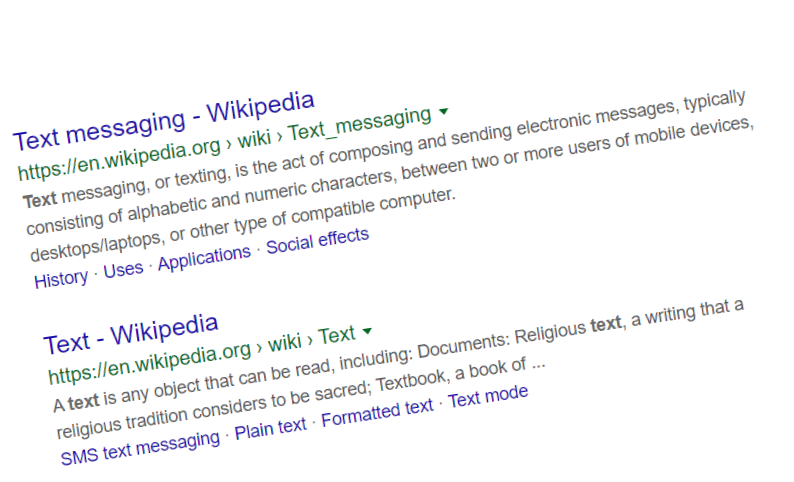 Text messaging - Wikipedia
https://en.wikipedia.org › wiki › Text_messaging
Text messaging, or texting, is the act of composing and sending electronic messages, typically
consisting of alphabetic and numeric characters, between two or more users of mobile devices,
desktops/laptops, or other type of compatible computer.
History · Uses · Applications · Social effects
Text - Wikipedia
https://en.wikipedia.org › wiki › Text
A text is any object that can be read, including: Documents: Religious text, a writing that a
religious tradition considers to be sacred; Textbook, a book of ...
SMS text messaging · Plain text · Formatted text · Text mode